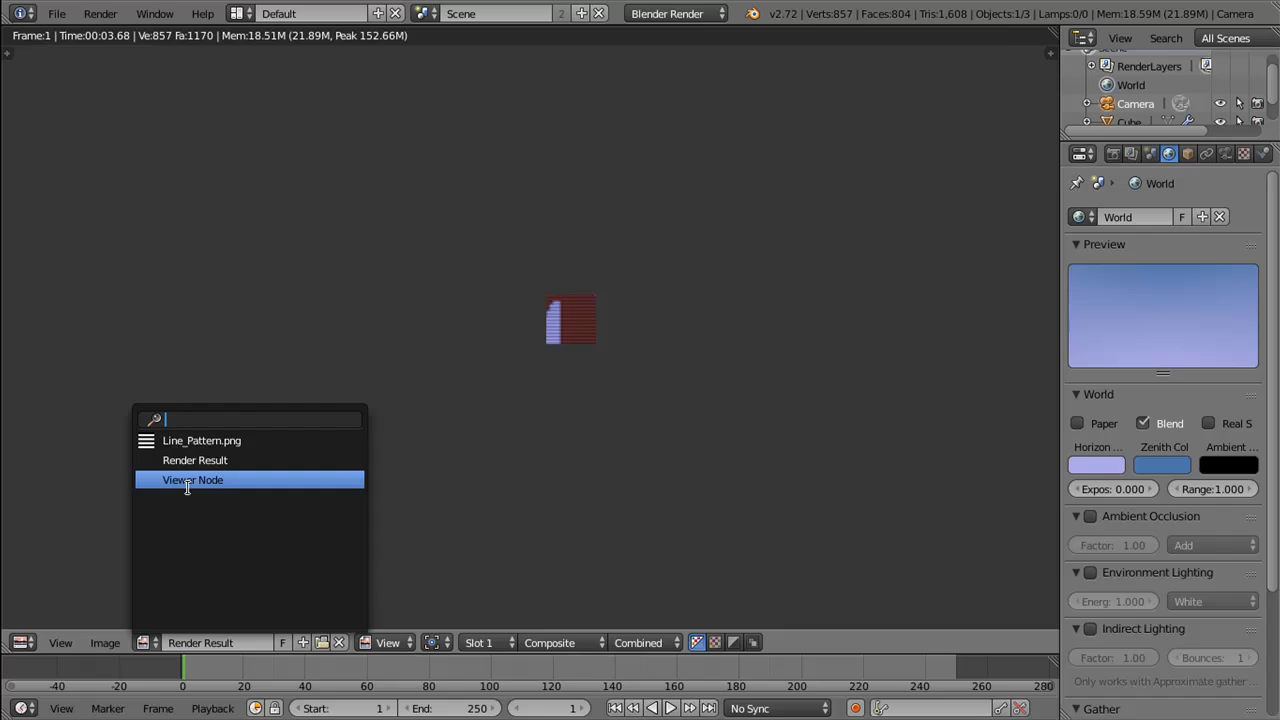 File Render Window Help Default Scene 2 Blender Render v2.72 | Verts:857 | Faces:804 | Tris:1,608 | Objects:1/3 | Lamps:0/0 | Mem:18.59M (21.89M) | Camera
Frame:1 | Time:00:03.68 | Ve:857 Fa:1170 | Mem:18.51M (21.89M, Peak 152.66M)
View Search All Scenes
RenderLayers
World
Camera
Cube
World
World F
Preview
World
Paper Blend Real S
Horizon ... Zenith Col Ambient ...
Expos: 0.000 Range:1.000
Ambient Occlusion
Factor: 1.00 Add
Environment Lighting
Energ: 1.000 White
Indirect Lighting
Factor: 1.00 Bounces: 1
Only works with Approximate gather ...
Gather
Line_Pattern.png
Render Result
Viewer Node
View Image Render Result F View Slot 1 Composite Combined
-40 -20 0 20 40 60 80 100 120 140 160 180 200 220 240 260 280
View Marker Frame Playback Start: 1 End: 250 1 No Sync